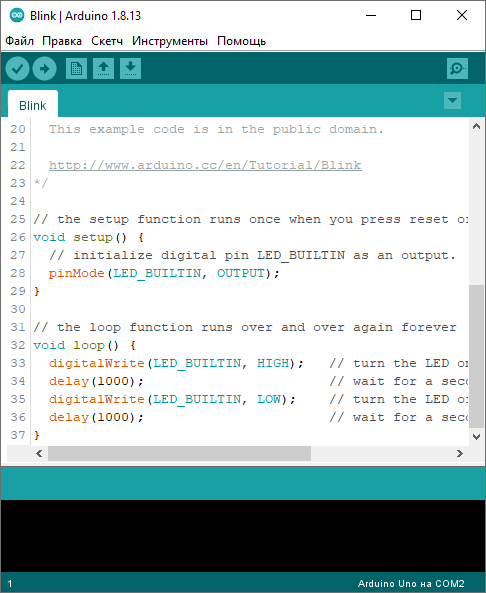 Blink | Arduino 1.8.13
Файл Правка Скетч Инструменты Помощь
Blink
20 This example code is in the public domain.
21
22 http://www.arduino.cc/en/Tutorial/Blink
23 */
24
25 // the setup function runs once when you press reset or
26 void setup() {
27 // initialize digital pin LED_BUILTIN as an output.
28 pinMode(LED_BUILTIN, OUTPUT);
29 }
30
31 // the loop function runs over and over again forever
32 void loop() {
33 digitalWrite(LED_BUILTIN, HIGH); // turn the LED on
34 delay(1000); // wait for a sec
35 digitalWrite(LED_BUILTIN, LOW); // turn the LED of
36 delay(1000); // wait for a sec
37 }
1 Arduino Uno на COM2